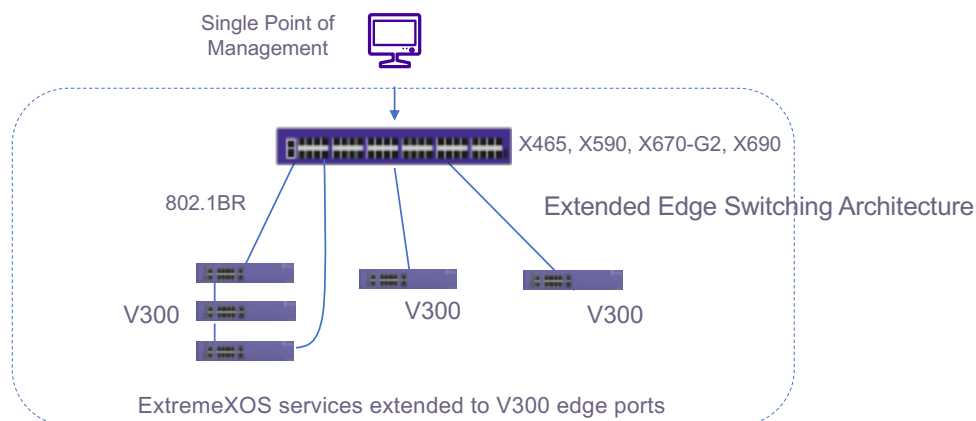 Single Point of
Management
X465, X590, X670-G2, X690
802.1BR
Extended Edge Switching Architecture
V300
V300
V300
ExtremeXOS services extended to V300 edge ports